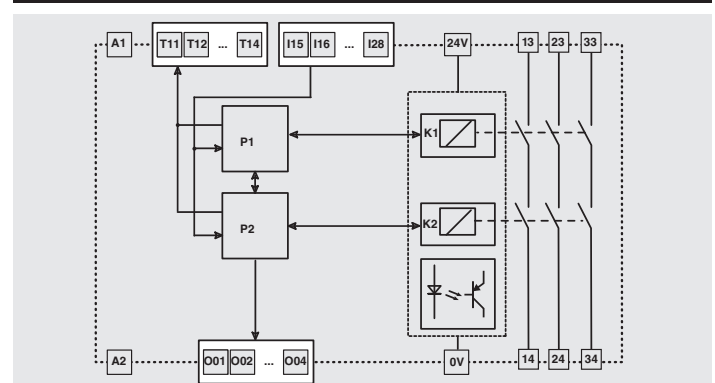 A1 T11 T12 ... T14 I15 I16 ... I28 24V 13 23 33
P1 K1
P2 K2
A2 O01 O02 ... O04 0V 14 24 34